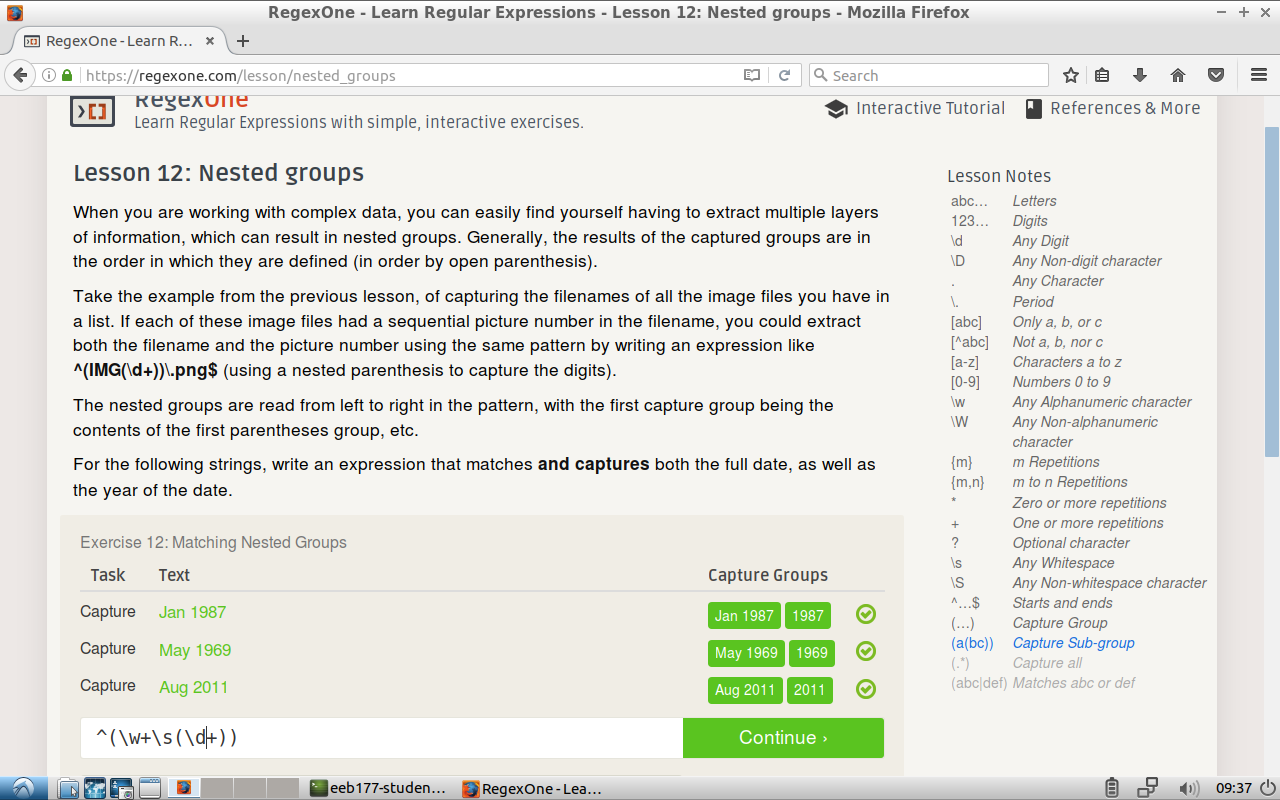 RegexOne - Learn Regular Expressions - Lesson 12: Nested groups - Mozilla Firefox
RegexOne - Learn R...
https://regexone.com/lesson/nested_groups
Search
RegexOne
Learn Regular Expressions with simple, interactive exercises.
Interactive Tutorial
References & More
Lesson 12: Nested groups
When you are working with complex data, you can easily find yourself having to extract multiple layers
of information, which can result in nested groups. Generally, the results of the captured groups are in
the order in which they are defined (in order by open parenthesis).
Take the example from the previous lesson, of capturing the filenames of all the image files you have in
a list. If each of these image files had a sequential picture number in the filename, you could extract
both the filename and the picture number using the same pattern by writing an expression like
^(IMG(\d+))\.png$ (using a nested parenthesis to capture the digits).
The nested groups are read from left to right in the pattern, with the first capture group being the
contents of the first parentheses group, etc.
For the following strings, write an expression that matches and captures both the full date, as well as
the year of the date.
Exercise 12: Matching Nested Groups
Task Text Capture Groups
Capture Jan 1987 Jan 1987 1987
Capture May 1969 May 1969 1969
Capture Aug 2011 Aug 2011 2011
^(\w+\s(\d+))
Continue ›
Lesson Notes
abc… Letters
123… Digits
\d Any Digit
\D Any Non-digit character
. Any Character
\. Period
[abc] Only a, b, or c
[^abc] Not a, b, nor c
[a-z] Characters a to z
[0-9] Numbers 0 to 9
\w Any Alphanumeric character
\W Any Non-alphanumeric
character
{m} m Repetitions
{m,n} m to n Repetitions
* Zero or more repetitions
+ One or more repetitions
? Optional character
\s Any Whitespace
\S Any Non-whitespace character
^…$ Starts and ends
(…) Capture Group
(a(bc)) Capture Sub-group
(.*) Capture all
(abc|def) Matches abc or def
eeb177-studen...
RegexOne - Lea...
09:37